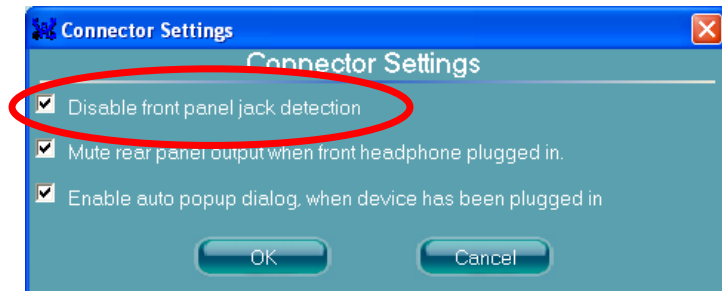 Connector Settings
Connector Settings
Disable front panel jack detection
Mute rear panel output when front headphone plugged in.
Enable auto popup dialog, when device has been plugged in
OK
Cancel